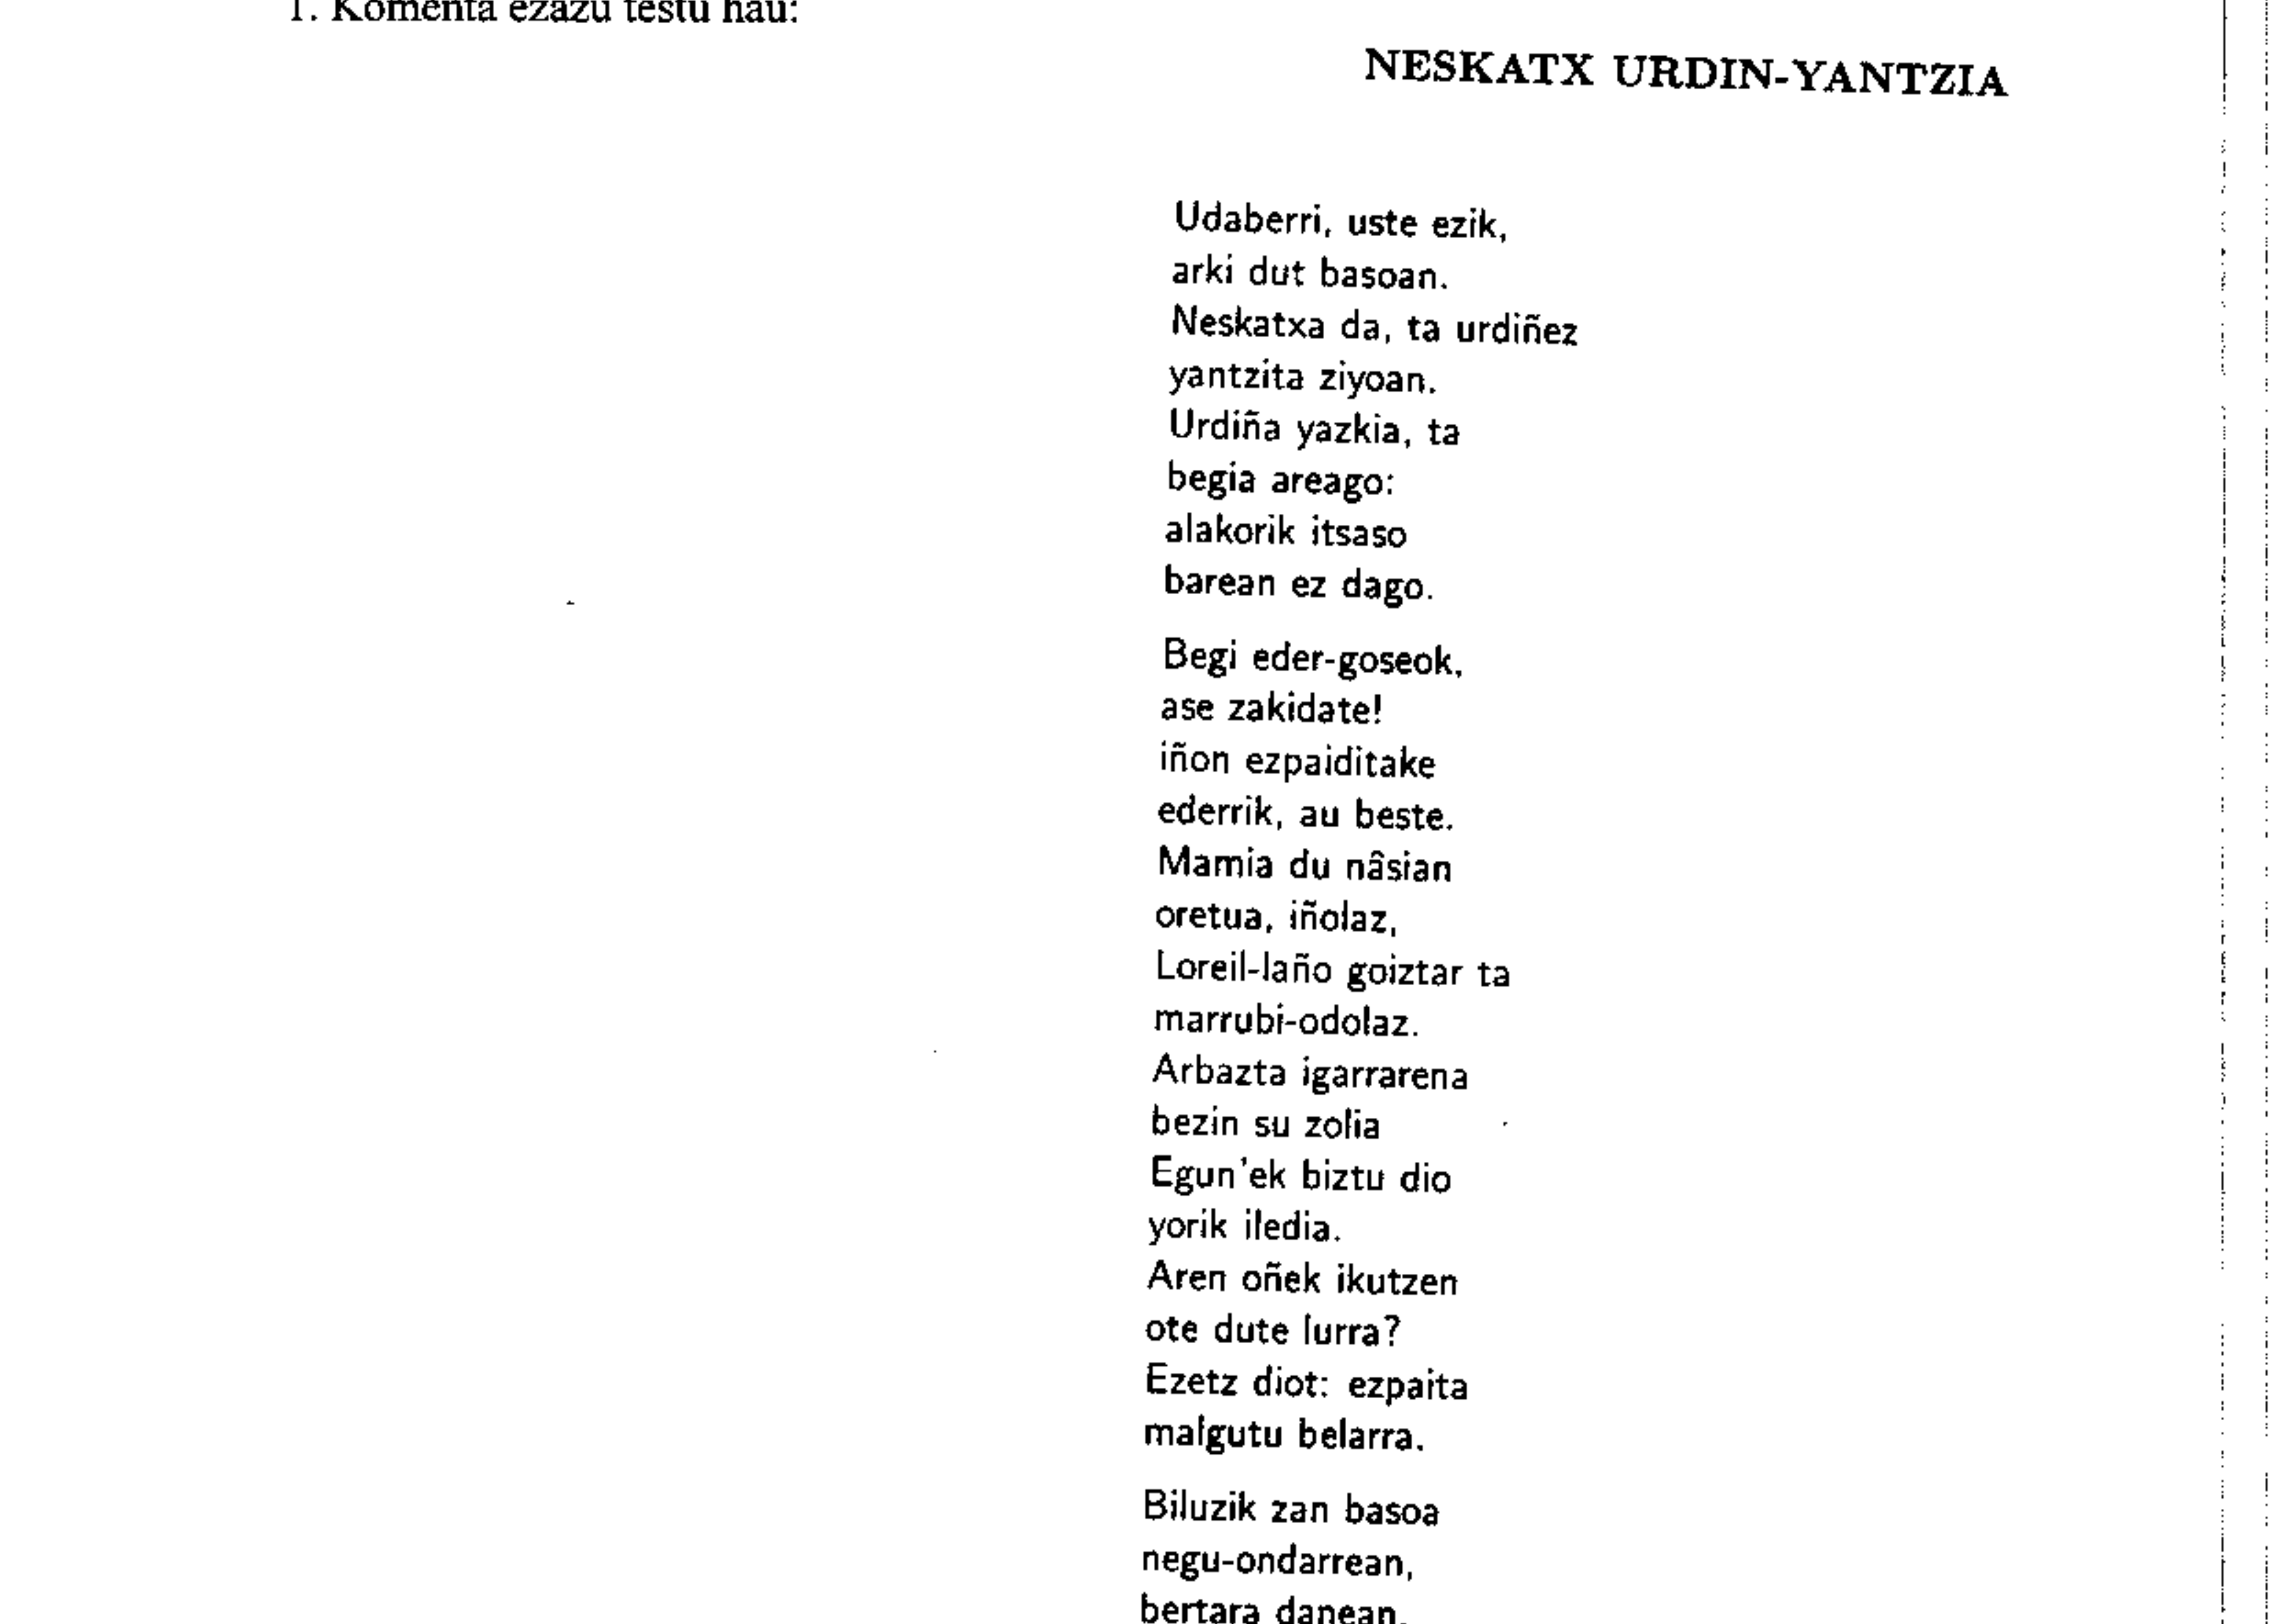 1. Komenta ezazu testu hau:
NESKATX URDIN-YANTZIA
Udaberri, uste ezik,
arki dut basoan.
Neskatxa da, ta urdiñez
yantzita ziyoan.
Urdiña yazkia, ta
begia areago:
alakorik itsaso
barean ez dago.
Begi eder-goseok,
ase zakidate!
iñon ezpaiditake
ederrik, au beste.
Mamia du nâsian
oretua, iñolaz,
Loreil-laño goiztar ta
marrubi-odolaz.
Arbazta igarrarena
bezin su zolia
Egun'ek biztu dio
yorik iledia.
Aren oñek ikutzen
ote dute lurra?
Ezetz diot: ezpaita
malgutu belarra.
Biluzik zan basoa
negu-ondarrean,
bertara danean.